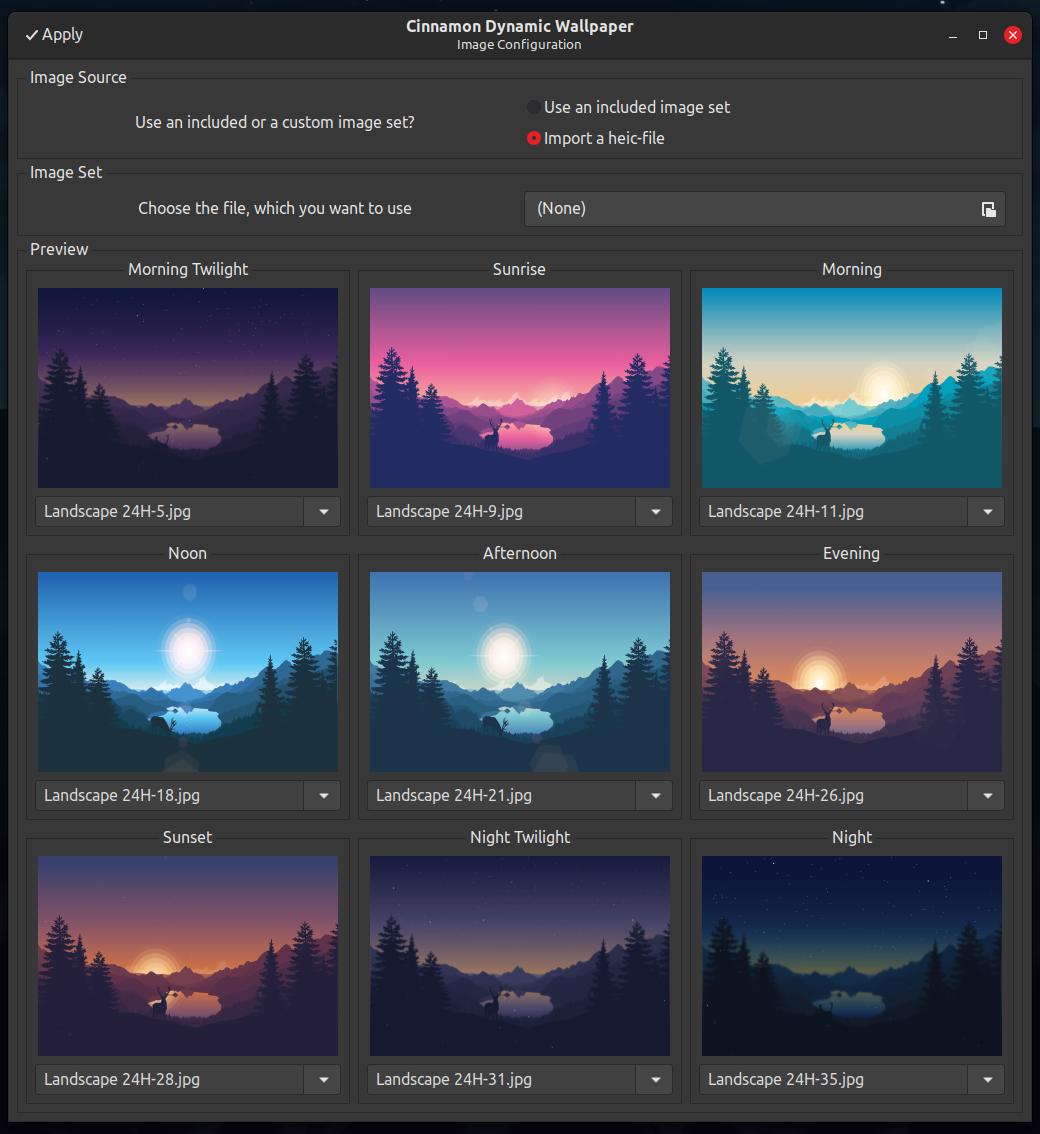 Apply
Cinnamon Dynamic Wallpaper
Image Configuration
Image Source
Use an included or a custom image set?
Use an included image set
Import a heic-file
Image Set
Choose the file, which you want to use
(None)
Preview
Morning Twilight
Sunrise
Morning
Landscape 24H-5.jpg
Landscape 24H-9.jpg
Landscape 24H-11.jpg
Noon
Afternoon
Evening
Landscape 24H-18.jpg
Landscape 24H-21.jpg
Landscape 24H-26.jpg
Sunset
Night Twilight
Night
Landscape 24H-28.jpg
Landscape 24H-31.jpg
Landscape 24H-35.jpg